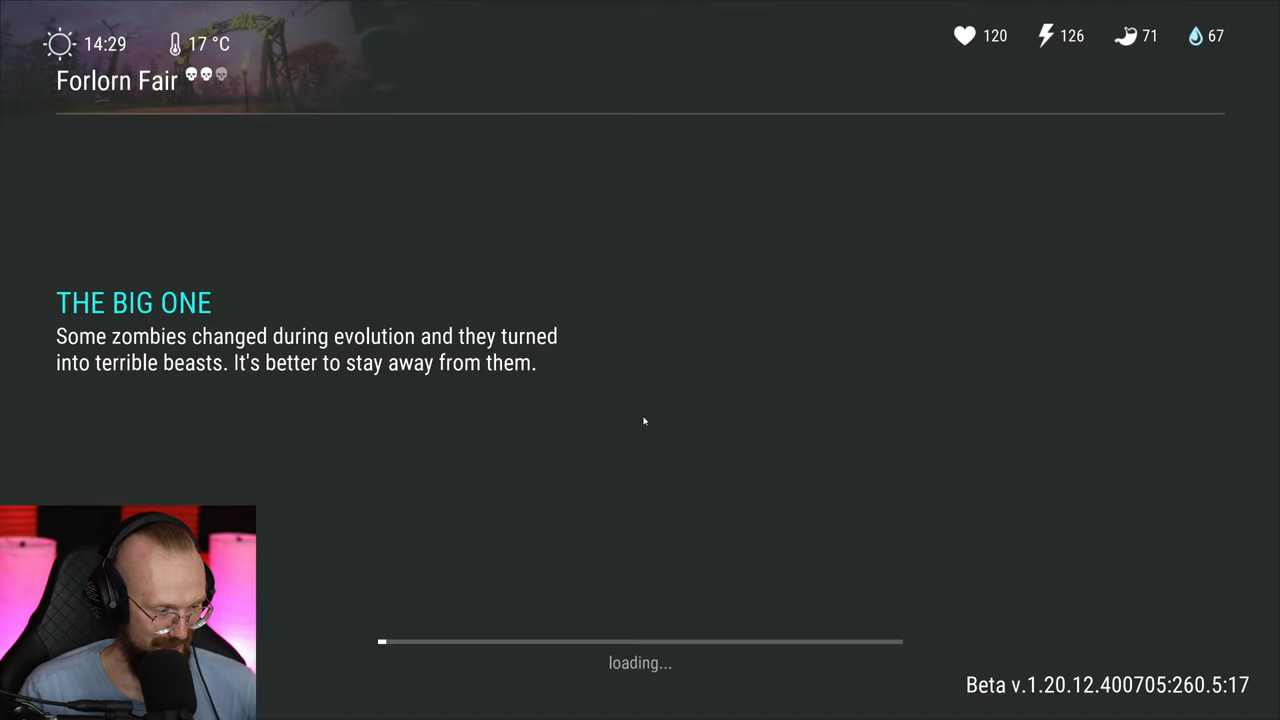 14:29 17 °C 120 126 71 67
Forlorn Fair
THE BIG ONE
Some zombies changed during evolution and they turned
into terrible beasts. It's better to stay away from them.
loading...
Beta v.1.20.12.400705:260.5:17